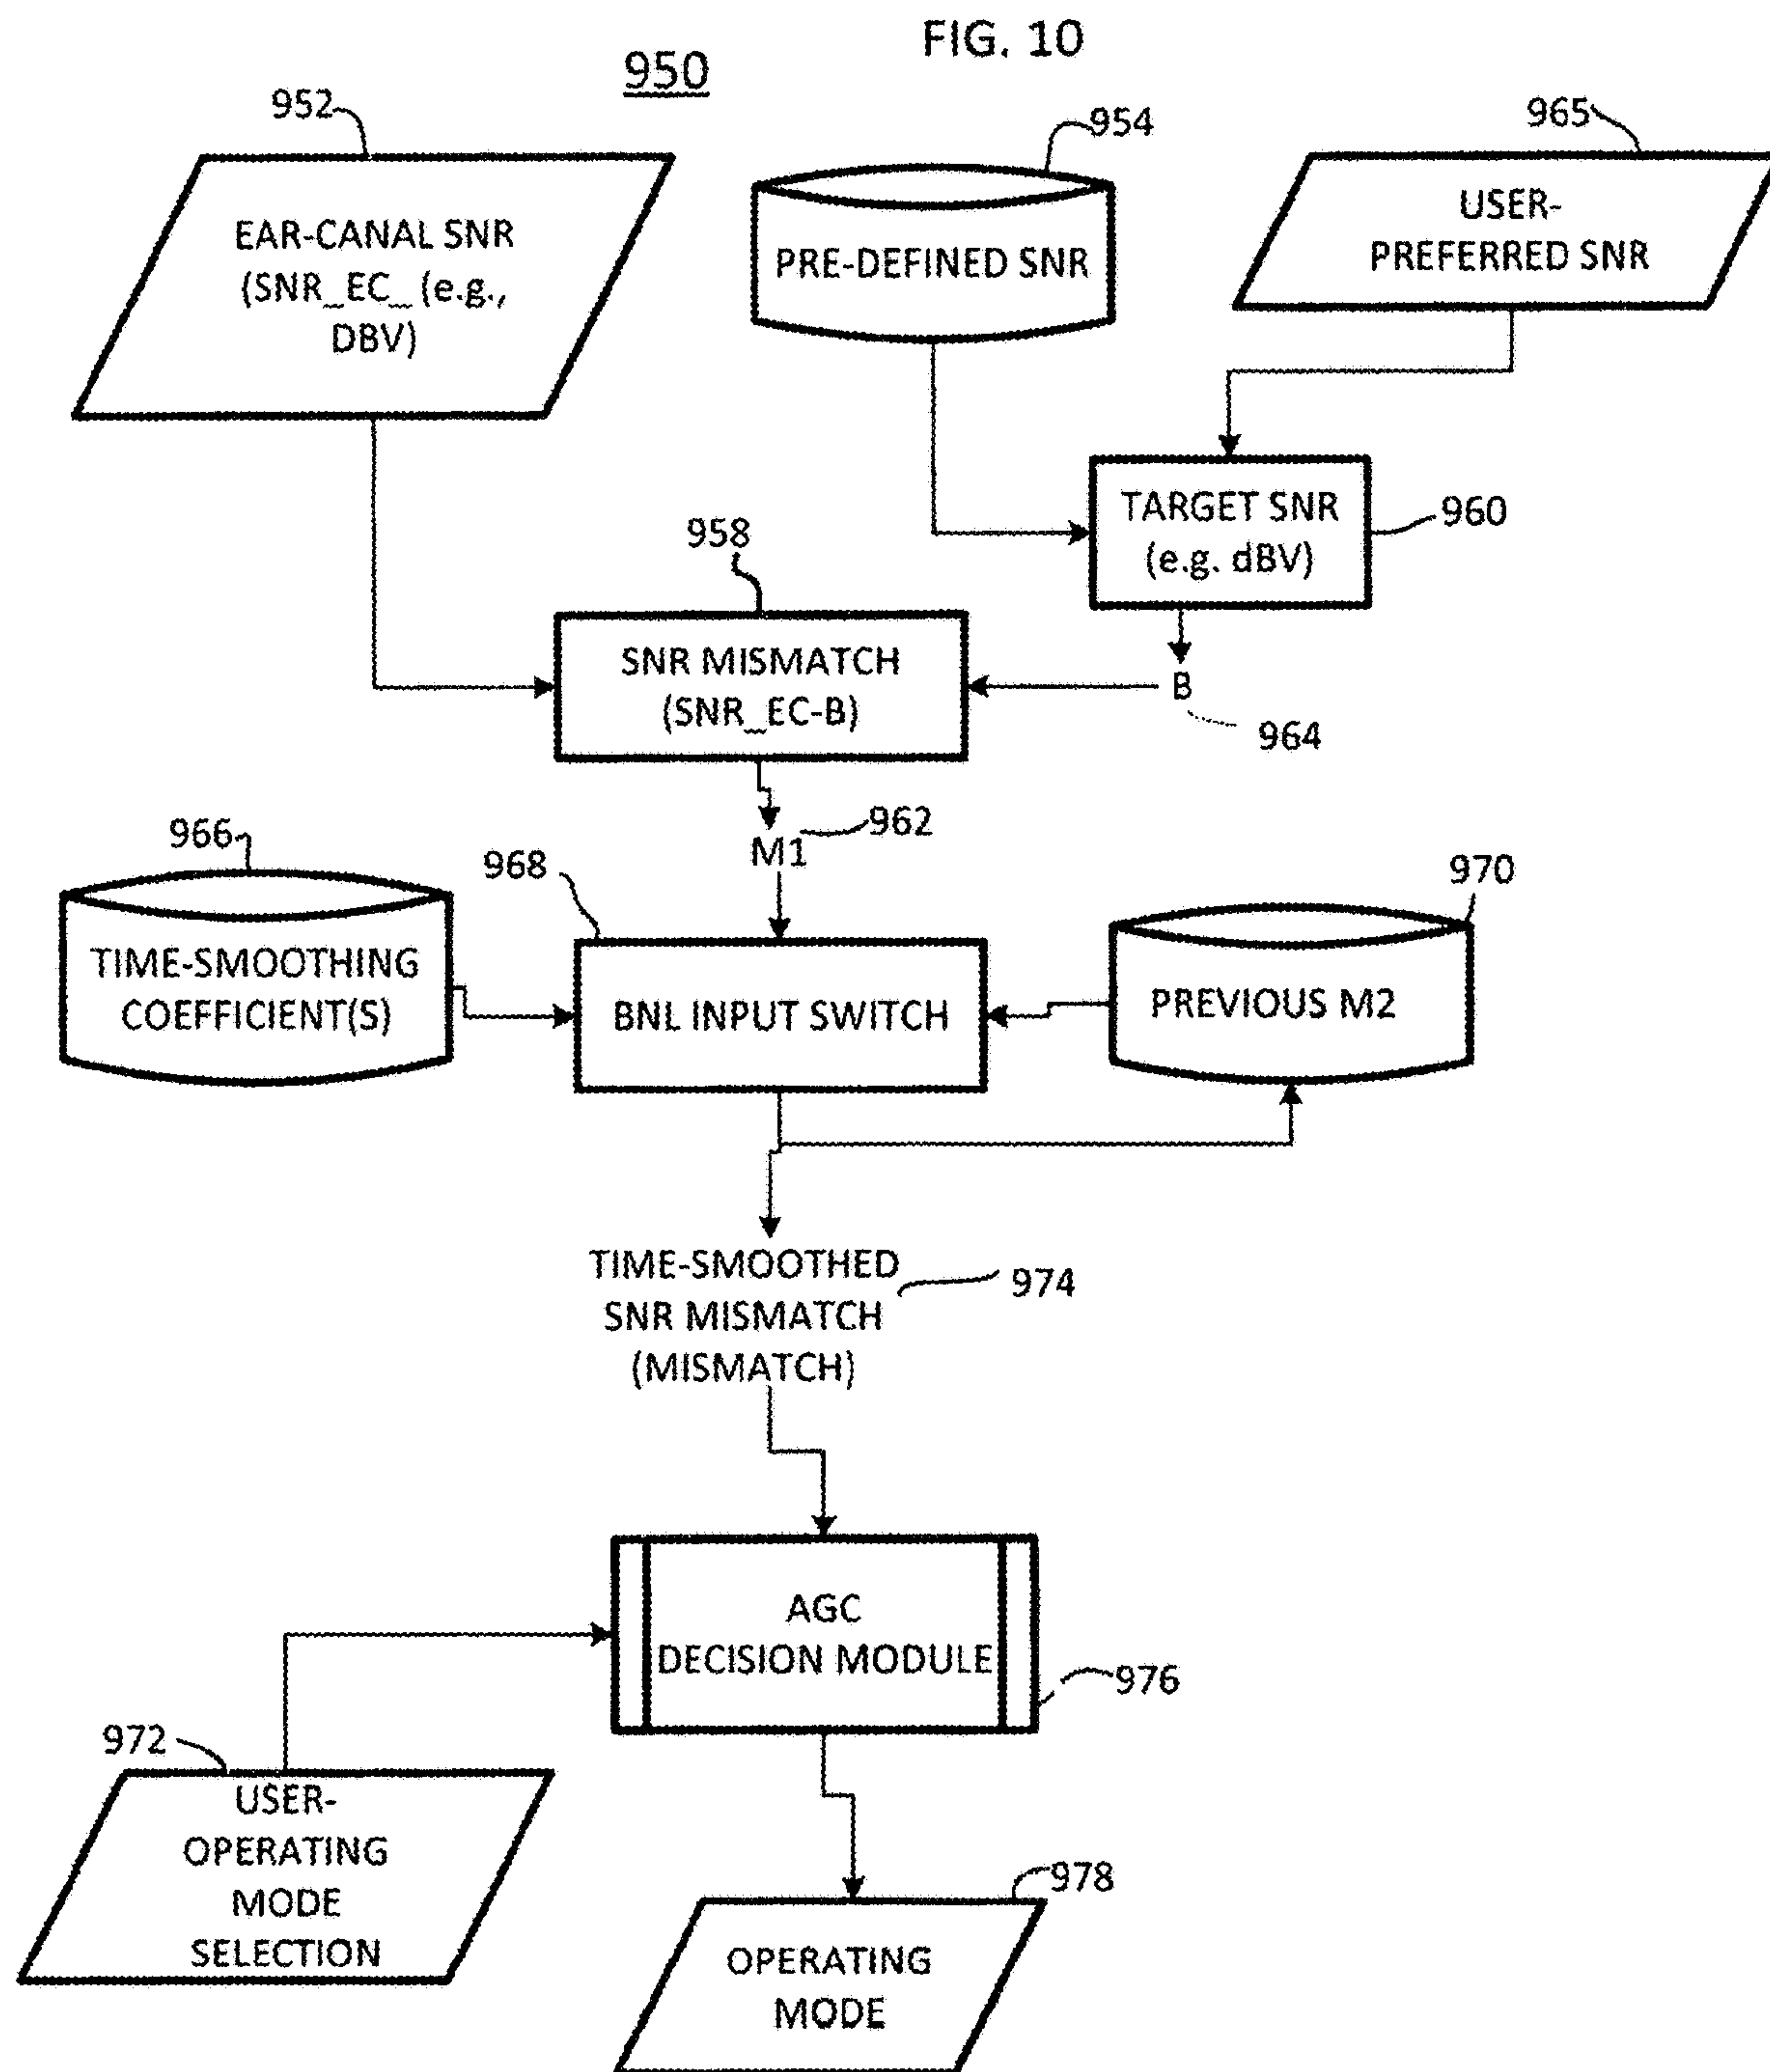 FIG. 10
950
952
954
965
EAR-CANAL SNR
(SNR_EC_ (e.g.,
DBV)
PRE-DEFINED SNR
USER-
PREFERRED SNR
TARGET SNR
(e.g. dBV)
960
958
SNR MISMATCH
(SNR_EC-B)
B
964
962
M1
966
968
970
TIME-SMOOTHING
COEFFICIENT(S)
BNL INPUT SWITCH
PREVIOUS M2
TIME-SMOOTHED
SNR MISMATCH
(MISMATCH)
974
AGC
DECISION MODULE
976
972
USER-
OPERATING
MODE
SELECTION
978
OPERATING
MODE